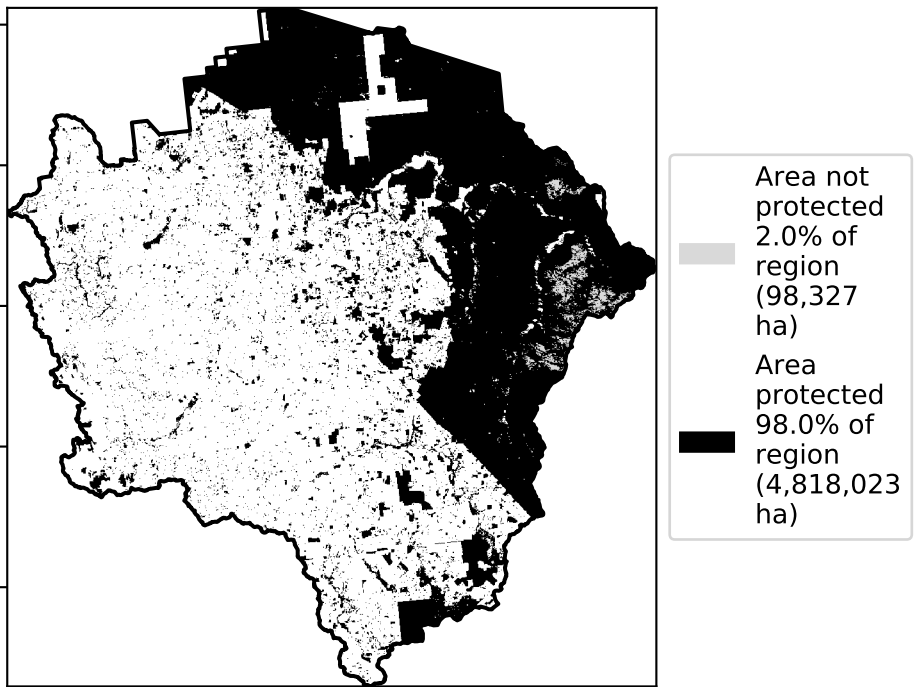 Area not
protected
2.0% of
region
(98,327
ha)
Area
protected
98.0% of
region
(4,818,023
ha)